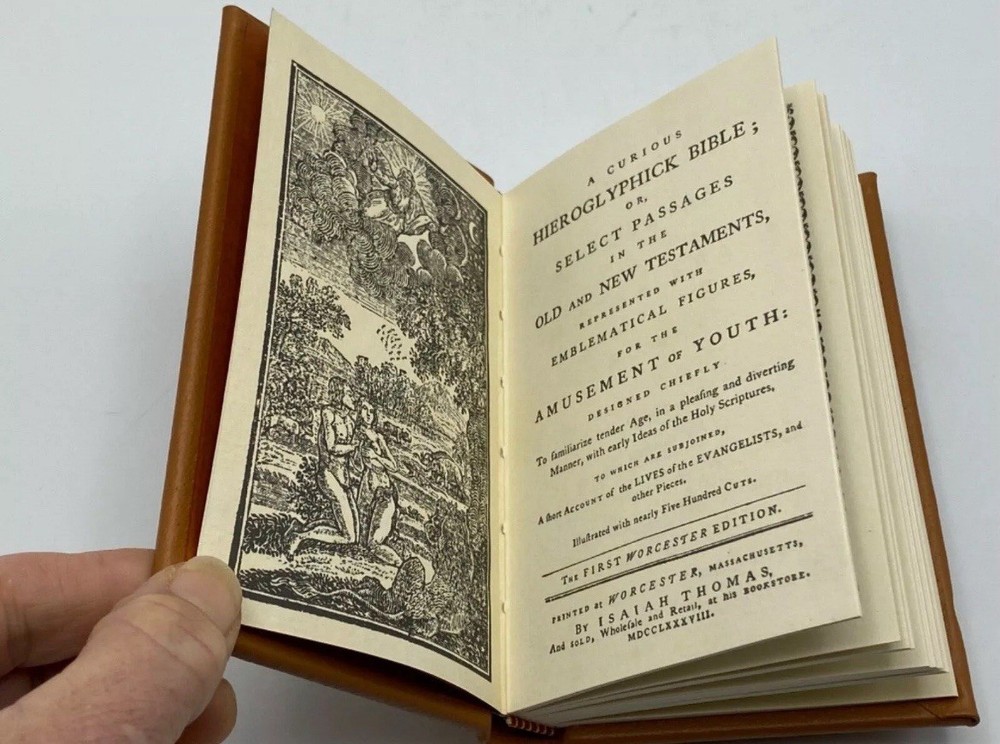 A CURIOUS
HIEROGLYPHICK BIBLE;
OR,
SELECT PASSAGES
IN THE
OLD AND NEW TESTAMENTS,
REPRESENTED WITH
EMBLEMATICAL FIGURES,
FOR THE
AMUSEMENT OF YOUTH:
DESIGNED CHIEFLY
To familiarize tender Age, in a pleaſing and diverting
Manner, with early Ideas of the Holy Scriptures,
TO WHICH ARE SUBJOINED,
A ſhort ACCOUNT of the LIVES of the EVANGELISTS, and
other Pieces.
Illuſtrated with nearly FIVE HUNDRED CUTS.
THE FIRST WORCESTER EDITION.
PRINTED at WORCESTER, MASSACHUSETTS,
BY ISAIAH THOMAS,
And SOLD, Wholeſale and Retail, at his BOOKSTORE.
MDCCLXXXVIII.